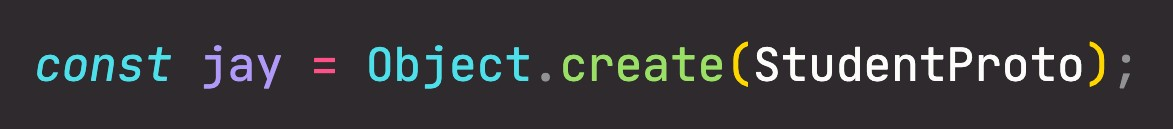 const jay = Object.create(StudentProto);